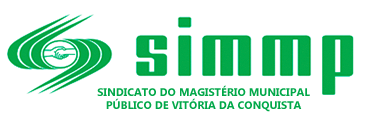 simmp
SINDICATO DO MAGISTÉRIO MUNICIPAL
PÚBLICO DE VITÓRIA DA CONQUISTA